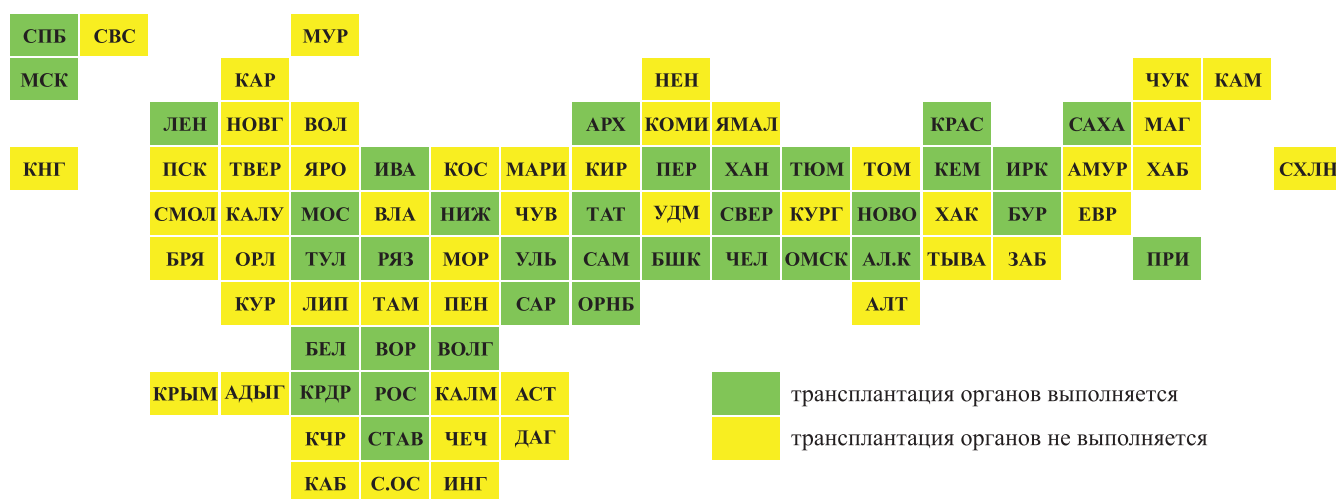 СПБ СВС МУР
МСК КАР НЕН ЧУК КАМ
ЛЕН НОВГ ВОЛ АРХ КОМИ ЯМАЛ КРАС САХА МАГ
КНГ ПСК ТВЕР ЯРО ИВА КОС МАРИ КИР ПЕР ХАН ТЮМ ТОМ КЕМ ИРК АМУР ХАБ СХЛН
СМОЛ КАЛУ МОС ВЛА НИЖ ЧУВ ТАТ УДМ СВЕР КУРГ НОВО ХАК БУР ЕВР
БРЯ ОРЛ ТУЛ РЯЗ МОР УЛЬ САМ БШК ЧЕЛ ОМСК АЛ.К ТЫВА ЗАБ ПРИ
КУР ЛИП ТАМ ПЕН САР ОРНБ АЛТ
БЕЛ ВОР ВОЛГ
КРЫМ АДЫГ КРДР РОС КАЛМ АСТ
КЧР СТАВ ЧЕЧ ДАГ
КАБ С.ОС ИНГ
трансплантация органов выполняется
трансплантация органов не выполняется